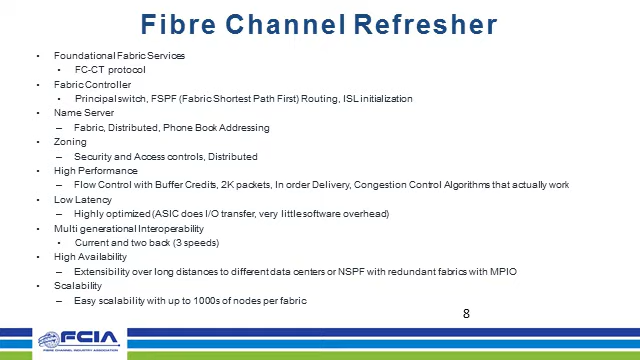 Fibre Channel Refresher
• Foundational Fabric Services
• FC-CT protocol
• Fabric Controller
• Principal switch, FSPF (Fabric Shortest Path First) Routing, ISL initialization
• Name Server
– Fabric, Distributed, Phone Book Addressing
• Zoning
– Security and Access controls, Distributed
• High Performance
– Flow Control with Buffer Credits, 2K packets, In order Delivery, Congestion Control Algorithms that actually work
• Low Latency
– Highly optimized (ASIC does I/O transfer, very little software overhead)
• Multi generational Interoperability
• Current and two back (3 speeds)
• High Availability
– Extensibility over long distances to different data centers or NSPF with redundant fabrics with MPIO
• Scalability
– Easy scalability with up to 1000s of nodes per fabric
8
FCIA
FIBRE CHANNEL INDUSTRY ASSOCIATION